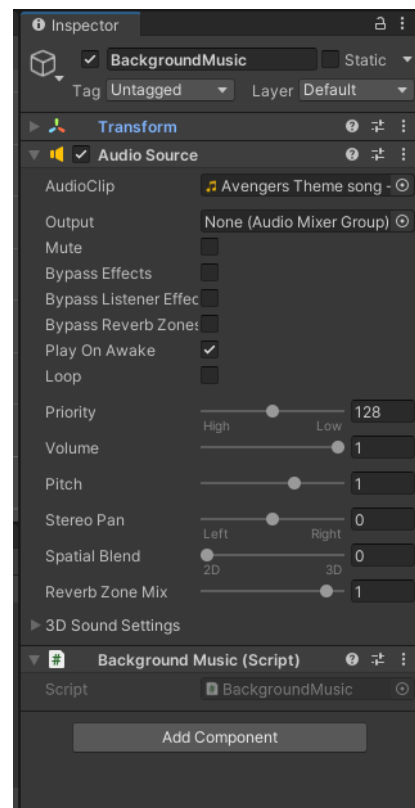 Inspector
BackgroundMusic Static
Tag Untagged Layer Default
Transform
Audio Source
AudioClip Avengers Theme song -
Output None (Audio Mixer Group)
Mute
Bypass Effects
Bypass Listener Effec
Bypass Reverb Zones
Play On Awake
Loop
Priority 128
High Low
Volume 1
Pitch 1
Stereo Pan 0
Left Right
Spatial Blend 0
2D 3D
Reverb Zone Mix 1
3D Sound Settings
# Background Music (Script)
Script BackgroundMusic
Add Component